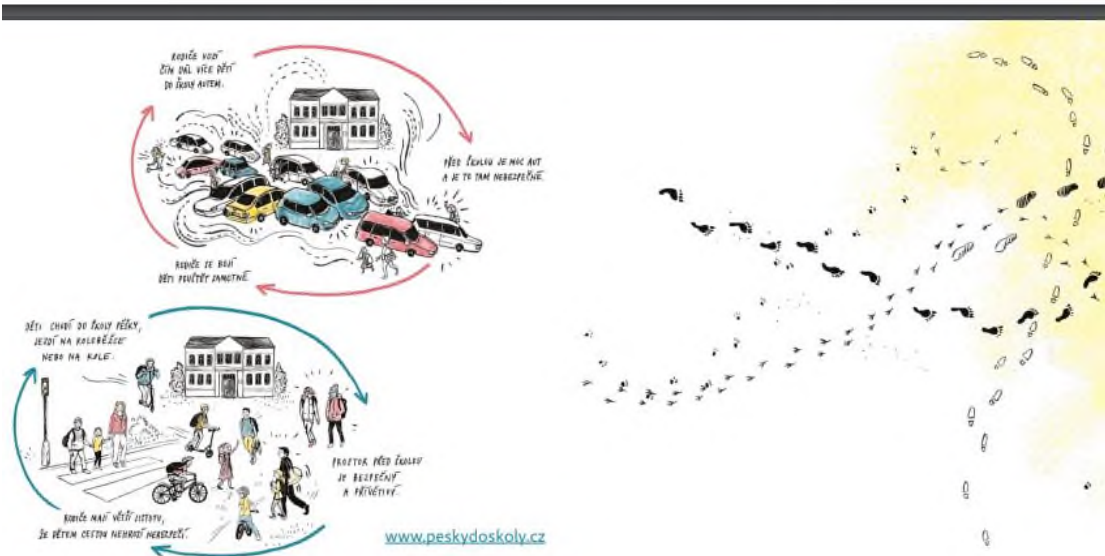 RODIČE VOZÍ
ČÍM DÁL VÍCE DĚTÍ
DO ŠKOLY AUTEM.
PŘED ŠKOLOU JE MOC AUT
A JE TO TAM NEBEZPEČNÉ.
RODIČE SE BOJÍ
DĚTI POUŠTĚT SAMOTNÉ.
DĚTI CHODÍ DO ŠKOLY PĚŠKY,
JEZDÍ NA KOLOBĚŽCE
NEBO NA KOLE.
PROSTOR PŘED ŠKOLOU
JE BEZPEČNÝ
A PŘÍVĚTIVÝ.
RODIČE MAJÍ VĚTŠÍ JISTOTU,
ŽE DĚTEM CESTOU NEHROZÍ NEBEZPEČÍ.
www.peskydoskoly.cz